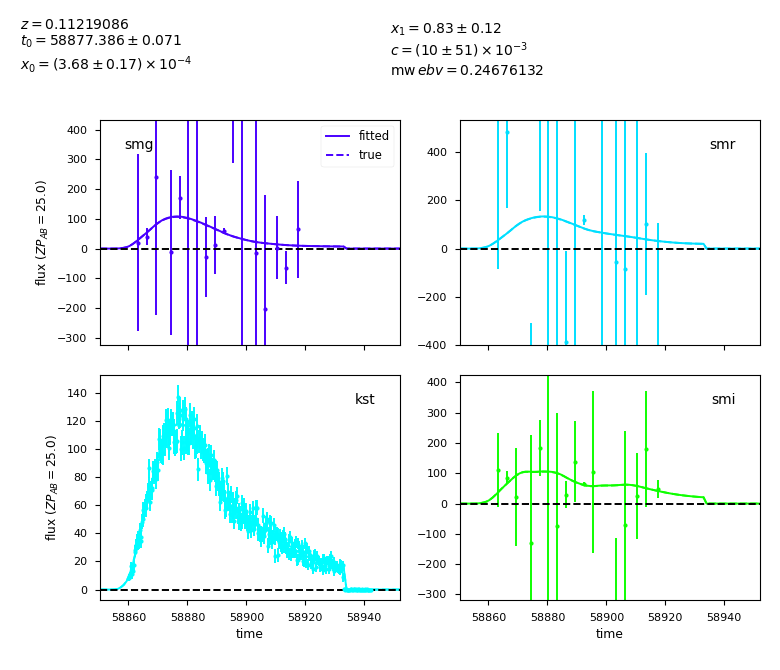 z = 0.11219086
t₀ = 58877.386 ± 0.071
x₀ = (3.68 ± 0.17) × 10⁻⁴
x₁ = 0.83 ± 0.12
c = (10 ± 51) × 10⁻³
mw ebv = 0.24676132
smg
fitted
true
400
300
200
100
0
−100
−200
−300
flux (ZP_AB = 25.0)
smr
400
200
0
−200
−400
kst
140
120
100
80
60
40
20
0
flux (ZP_AB = 25.0)
58860 58880 58900 58920 58940
time
smi
400
300
200
100
0
−100
−200
−300
58860 58880 58900 58920 58940
time